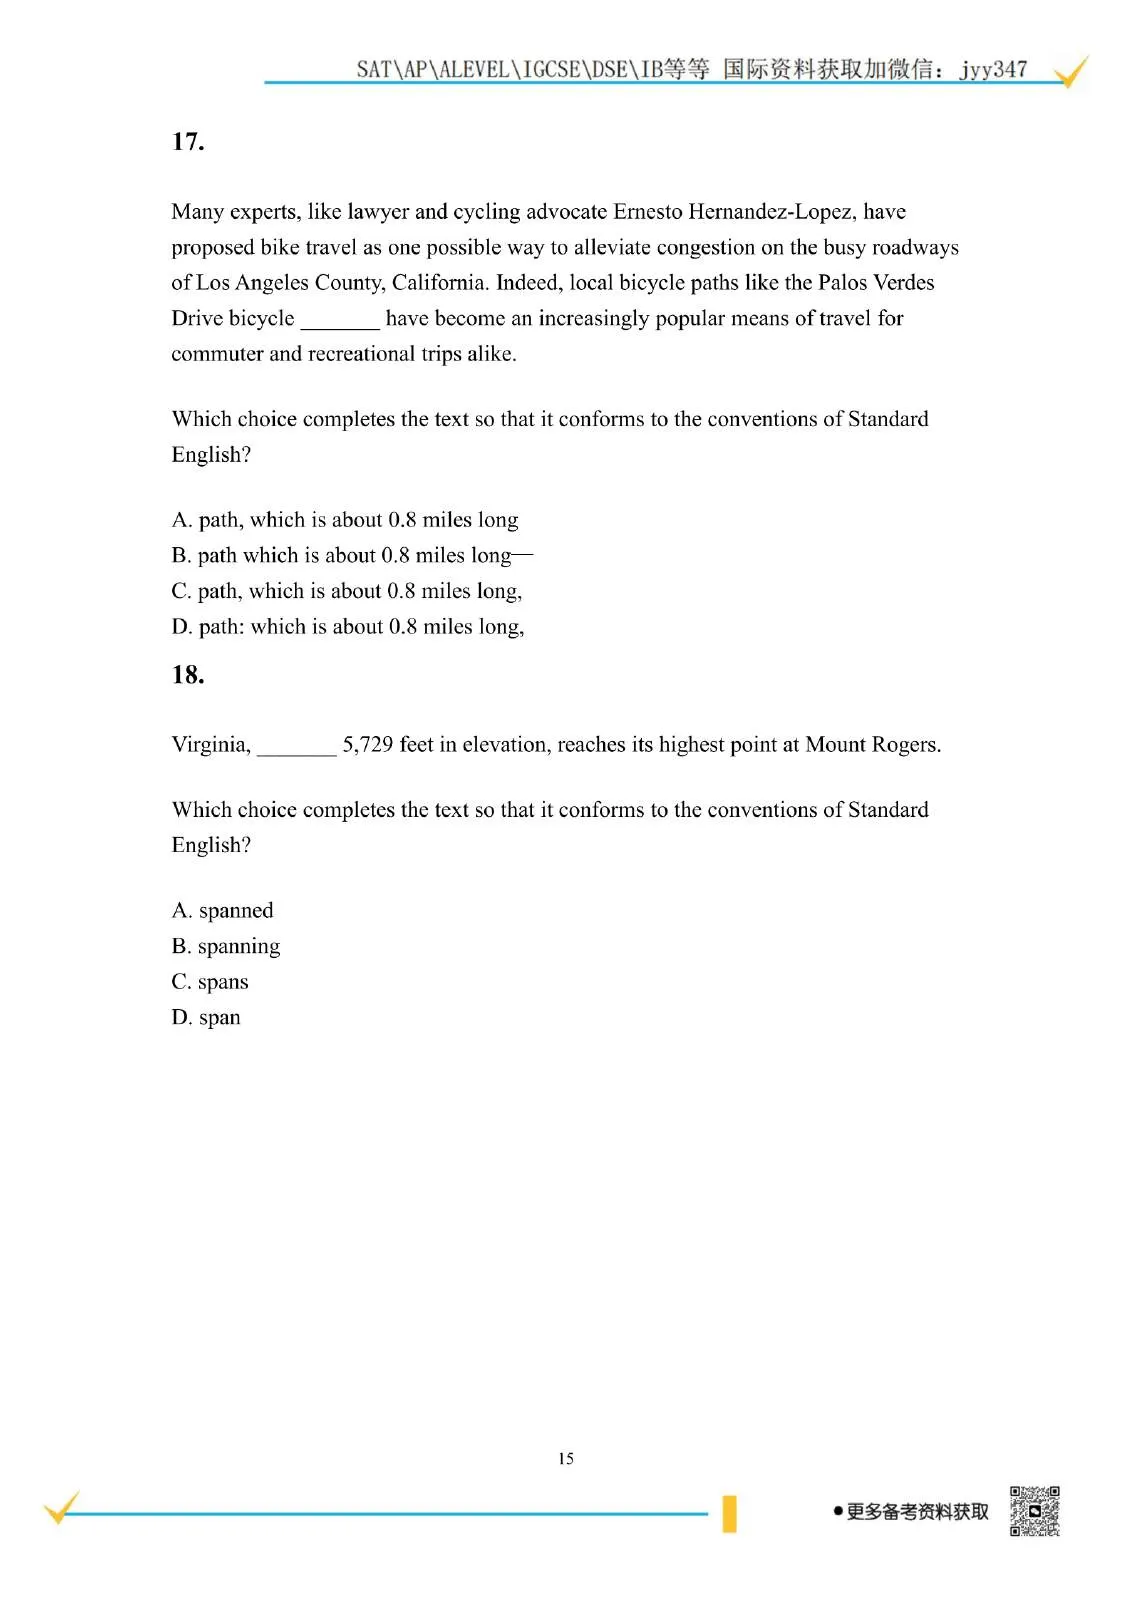 SAT\AP\ALEVEL\IGCSE\DSE\IB等等 国际资料获取加微信：jyy347
17.
Many experts, like lawyer and cycling advocate Ernesto Hernandez-Lopez, have
proposed bike travel as one possible way to alleviate congestion on the busy roadways
of Los Angeles County, California. Indeed, local bicycle paths like the Palos Verdes
Drive bicycle _______ have become an increasingly popular means of travel for
commuter and recreational trips alike.
Which choice completes the text so that it conforms to the conventions of Standard
English?
A. path, which is about 0.8 miles long
B. path which is about 0.8 miles long—
C. path, which is about 0.8 miles long,
D. path: which is about 0.8 miles long,
18.
Virginia, _______ 5,729 feet in elevation, reaches its highest point at Mount Rogers.
Which choice completes the text so that it conforms to the conventions of Standard
English?
A. spanned
B. spanning
C. spans
D. span
15
●更多备考资料获取